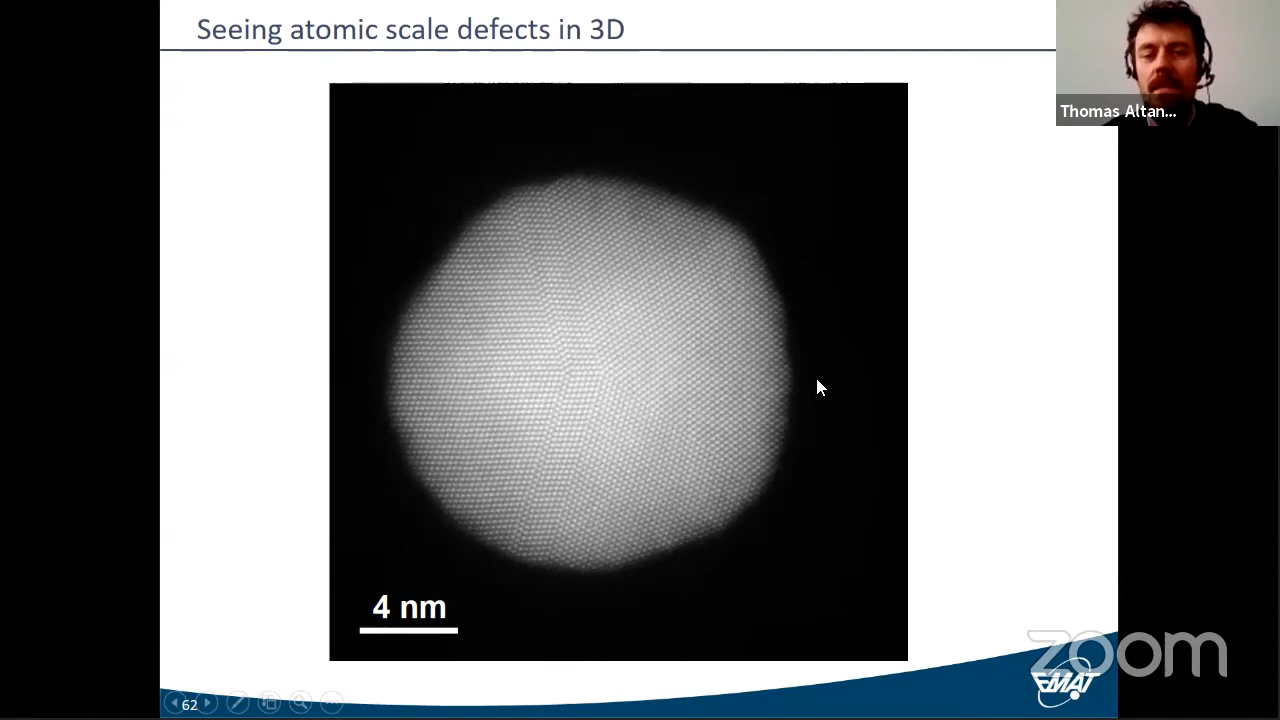 Seeing atomic scale defects in 3D
Thomas Altan...
4 nm
zoom
EMAT
62